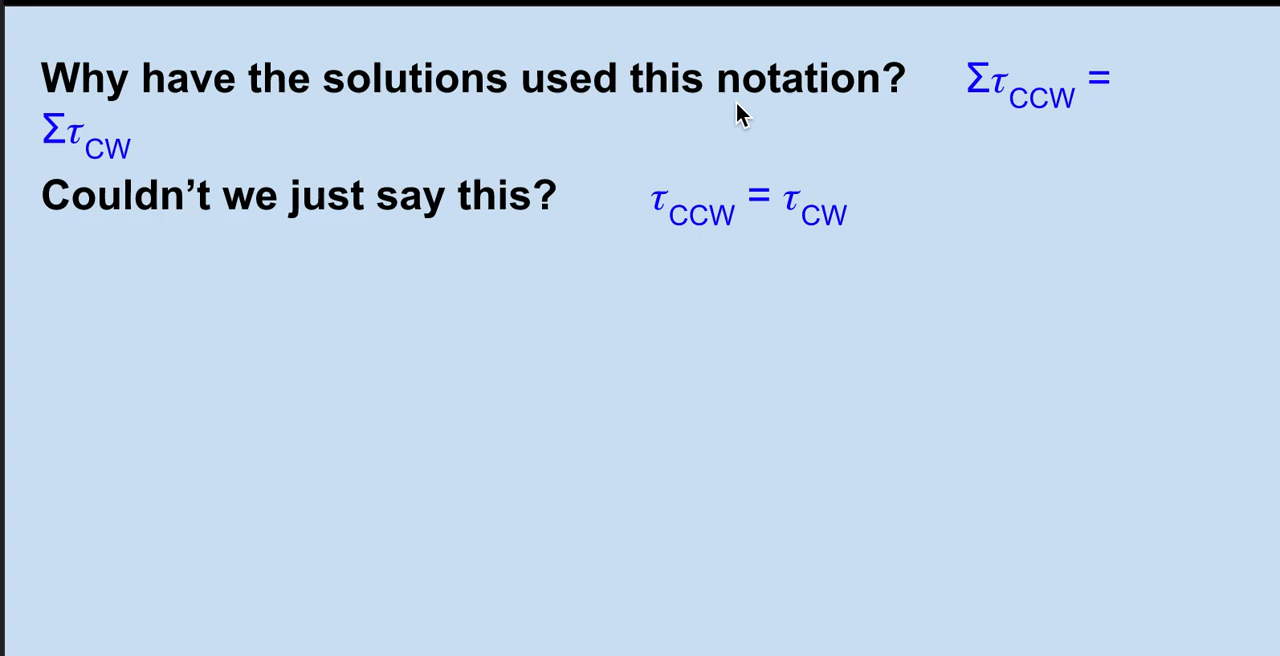 Why have the solutions used this notation? Στ_CCW =
Στ_CW
Couldn’t we just say this? τ_CCW = τ_CW